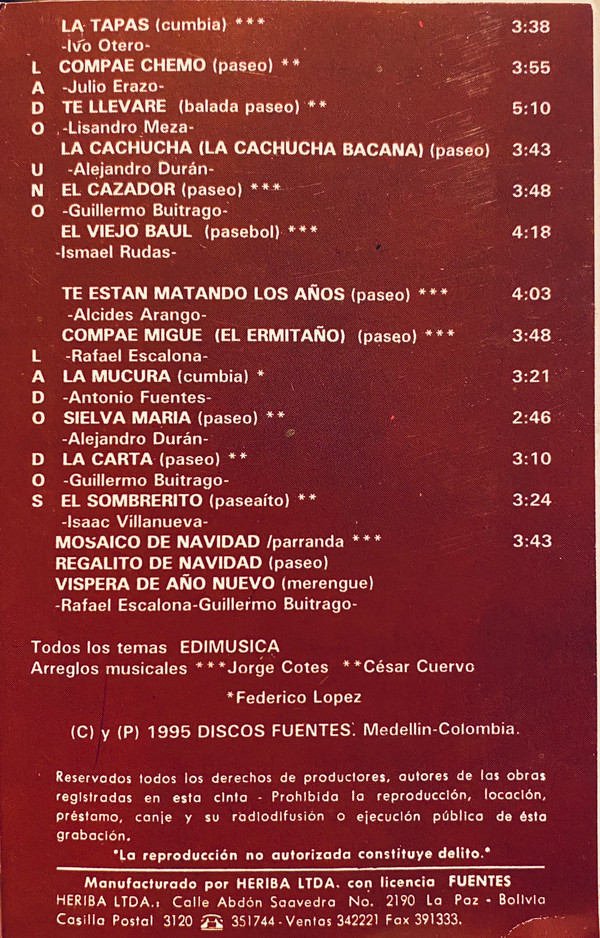 LA TAPAS (cumbia) *** 3:38
-Ivo Otero-
COMPAE CHEMO (paseo) ** 3:55
-Julio Erazo-
TE LLEVARE (balada paseo) ** 5:10
-Lisandro Meza-
LA CACHUCHA (LA CACHUCHA BACANA) (paseo) 3:43
-Alejandro Durán-
EL CAZADOR (paseo) *** 3:48
-Guillermo Buitrago-
EL VIEJO BAUL (pasebol) *** 4:18
-Ismael Rudas-
LADO UNO
TE ESTAN MATANDO LOS AÑOS (paseo) *** 4:03
-Alcides Arango-
COMPAE MIGUE (EL ERMITAÑO) (paseo) *** 3:48
-Rafael Escalona-
LA MUCURA (cumbia) * 3:21
-Antonio Fuentes-
SIELVA MARIA (paseo) ** 2:46
-Alejandro Durán-
LA CARTA (paseo) ** 3:10
-Guillermo Buitrago-
EL SOMBRERITO (paseaíto) ** 3:24
-Isaac Villanueva-
MOSAICO DE NAVIDAD /parranda *** 3:43
REGALITO DE NAVIDAD (paseo)
VISPERA DE AÑO NUEVO (merengue)
-Rafael Escalona-Guillermo Buitrago-
LADO DOS
Todos los temas EDIMUSICA
Arreglos musicales ***Jorge Cotes **César Cuervo
*Federico Lopez
(C) y (P) 1995 DISCOS FUENTES. Medellin-Colombia.
Reservados todos los derechos de productores, autores de las obras
registradas en esta cinta - Prohibida la reproducción, locación,
préstamo, canje y su radiodifusión o ejecución pública de ésta
grabación.
"La reproducción no autorizada constituye delito."
Manufacturado por HERIBA LTDA. con licencia FUENTES
HERIBA LTDA.: Calle Abdón Saavedra No. 2190 La Paz - Bolivia
Casilla Postal 3120 ☎ 351744 - Ventas 342221 Fax 391333.